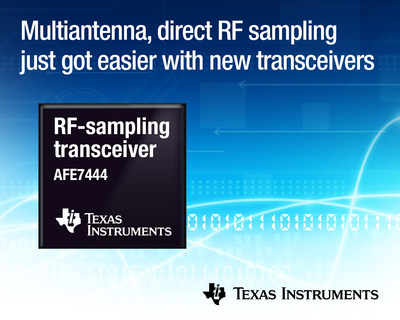 Multiantenna, direct RF sampling
just got easier with new transceivers
RF-sampling
transceiver
AFE7444
TEXAS
INSTRUMENTS
TEXAS INSTRUMENTS